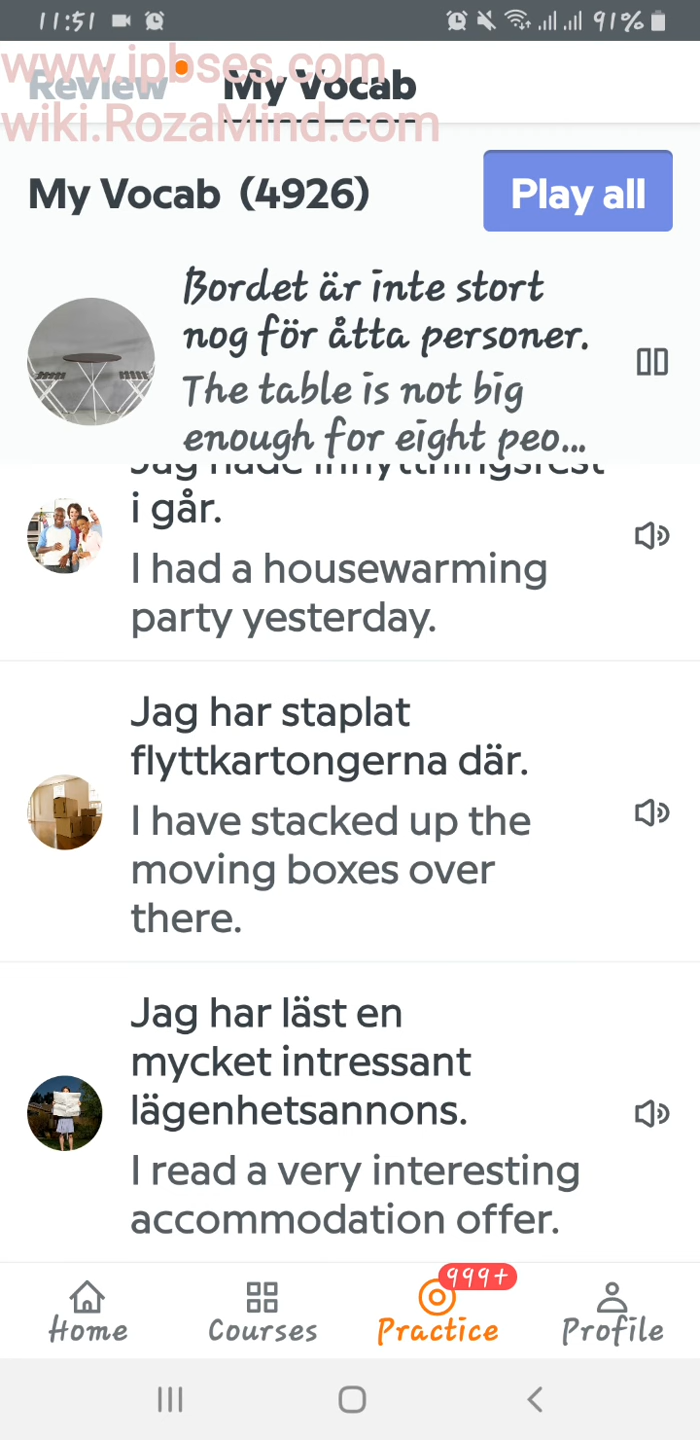 11:51
91%
www.ipbses.com
Review My Vocab
wiki.RozaMind.com
My Vocab (4926)
Play all
Bordet är inte stort
nog för åtta personer.
The table is not big
enough for eight peo...
i går.
I had a housewarming
party yesterday.
Jag har staplat
flyttkartongerna där.
I have stacked up the
moving boxes over
there.
Jag har läst en
mycket intressant
lägenhetsannons.
I read a very interesting
accommodation offer.
999+
Home Courses Practice Profile